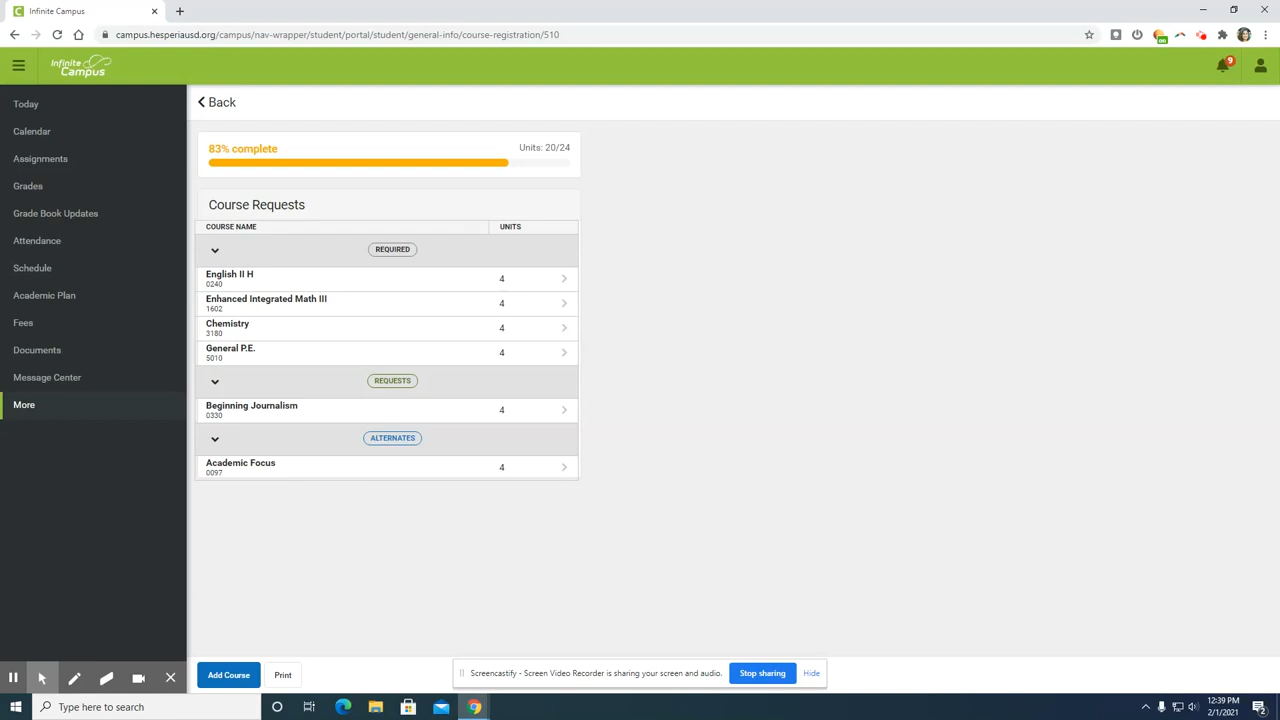 Infinite Campus
campus.hesperiausd.org/campus/nav-wrapper/student/portal/student/general-info/course-registration/510
on
Infinite
Campus
9
Today
Calendar
Assignments
Grades
Grade Book Updates
Attendance
Schedule
Academic Plan
Fees
Documents
Message Center
More
Back
83% complete
Units: 20/24
Course Requests
COURSE NAME UNITS
REQUIRED
English II H 4
0240
Enhanced Integrated Math III 4
1602
Chemistry 4
3180
General P.E. 4
5010
REQUESTS
Beginning Journalism 4
0330
ALTERNATES
Academic Focus 4
0097
Add Course Print
Screencastify - Screen Video Recorder is sharing your screen and audio. Stop sharing Hide
Type here to search
12:39 PM
2/1/2021
2